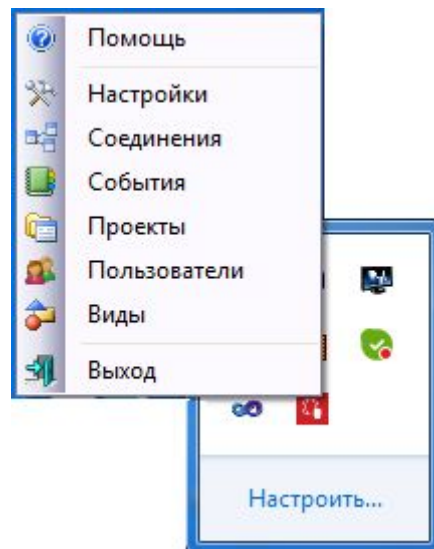 Помощь
Настройки
Соединения
События
Проекты
Пользователи
Виды
Выход
Настроить...